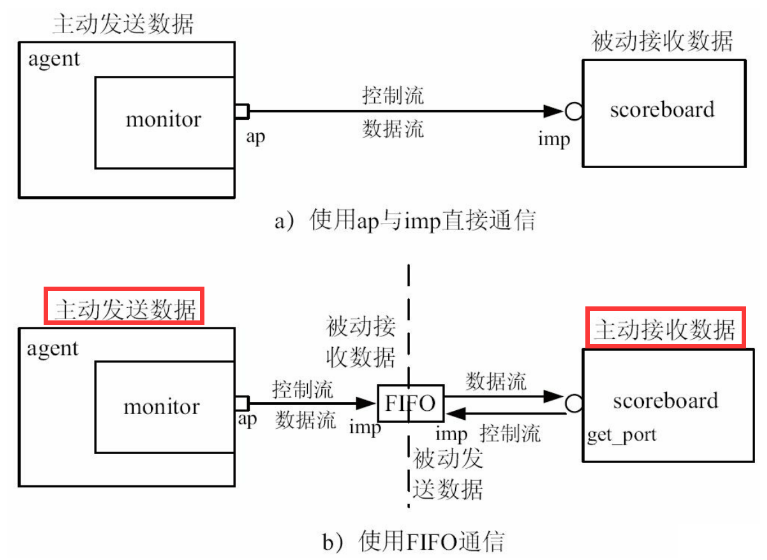 主动发送数据
agent
monitor
ap
控制流
数据流
被动接收数据
imp
scoreboard
a）使用ap与imp直接通信
主动发送数据
agent
monitor
ap
控制流
数据流
imp
被动接
收数据
FIFO
imp
被动发
送数据
数据流
控制流
主动接收数据
scoreboard
get_port
b）使用FIFO通信